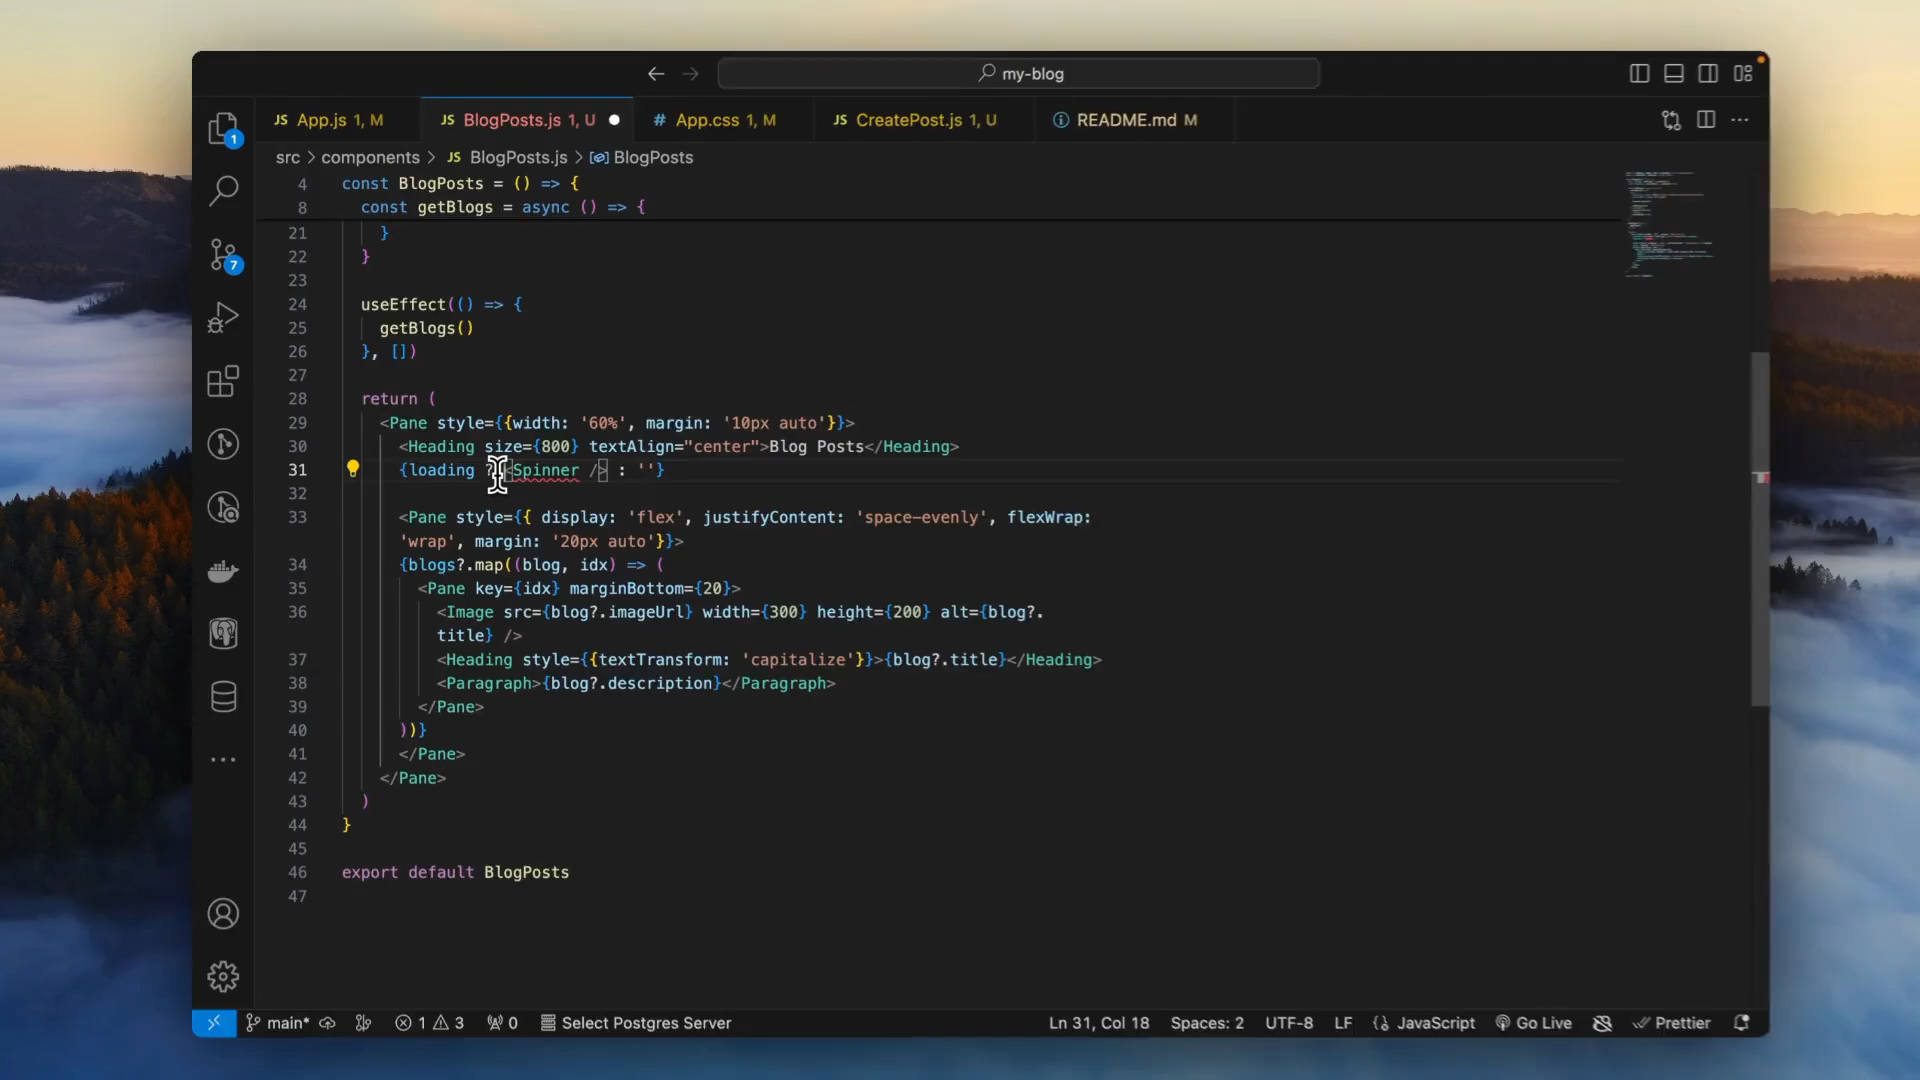 my-blog
JS App.js 1, M
JS BlogPosts.js 1, U
# App.css 1, M
JS CreatePost.js 1, U
README.md M
src > components > JS BlogPosts.js > BlogPosts
4 const BlogPosts = () => {
8 const getBlogs = async () => {
21 }
22 }
23
24 useEffect(() => {
25 getBlogs()
26 }, [])
27
28 return (
29 <Pane style={{width: '60%', margin: '10px auto'}}>
30 <Heading size={800} textAlign="center">Blog Posts</Heading>
31 {loading ? <Spinner /> : ''}
32
33 <Pane style={{ display: 'flex', justifyContent: 'space-evenly', flexWrap:
'wrap', margin: '20px auto'}}>
34 {blogs?.map((blog, idx) => (
35 <Pane key={idx} marginBottom={20}>
36 <Image src={blog?.imageUrl} width={300} height={200} alt={blog?.
title} />
37 <Heading style={{textTransform: 'capitalize'}}>{blog?.title}</Heading>
38 <Paragraph>{blog?.description}</Paragraph>
39 </Pane>
40 ))}
41 </Pane>
42 </Pane>
43 )
44 }
45
46 export default BlogPosts
47
1
7
main* 1 3 0 Select Postgres Server Ln 31, Col 18 Spaces: 2 UTF-8 LF {} JavaScript Go Live Prettier